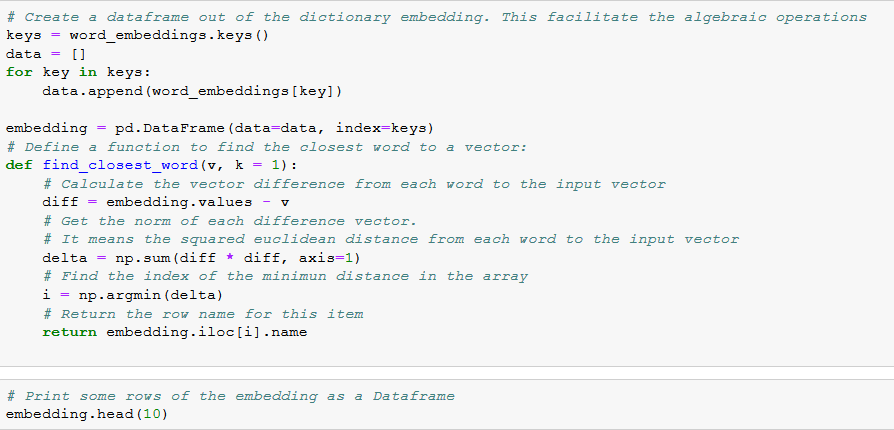 # Create a dataframe out of the dictionary embedding. This facilitate the algebraic operations
keys = word_embeddings.keys()
data = []
for key in keys:
    data.append(word_embeddings[key])

embedding = pd.DataFrame(data=data, index=keys)
# Define a function to find the closest word to a vector:
def find_closest_word(v, k = 1):
    # Calculate the vector difference from each word to the input vector
    diff = embedding.values - v
    # Get the norm of each difference vector.
    # It means the squared euclidean distance from each word to the input vector
    delta = np.sum(diff * diff, axis=1)
    # Find the index of the minimun distance in the array
    i = np.argmin(delta)
    # Return the row name for this item
    return embedding.iloc[i].name

# Print some rows of the embedding as a Dataframe
embedding.head(10)